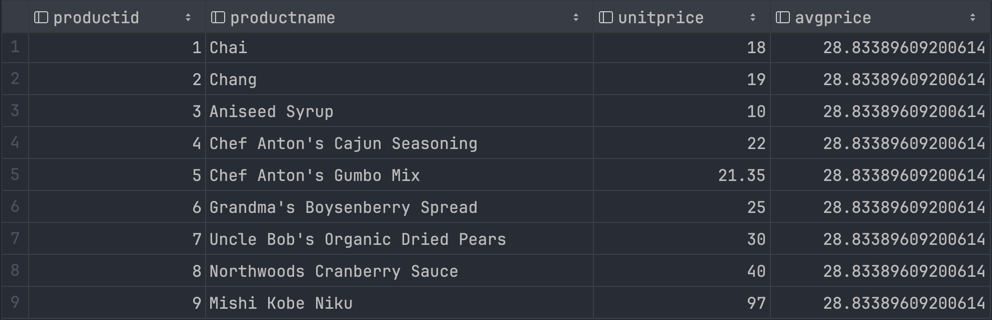 productid productname unitprice avgprice
1 1 Chai 18 28.83389609200614
2 2 Chang 19 28.83389609200614
3 3 Aniseed Syrup 10 28.83389609200614
4 4 Chef Anton's Cajun Seasoning 22 28.83389609200614
5 5 Chef Anton's Gumbo Mix 21.35 28.83389609200614
6 6 Grandma's Boysenberry Spread 25 28.83389609200614
7 7 Uncle Bob's Organic Dried Pears 30 28.83389609200614
8 8 Northwoods Cranberry Sauce 40 28.83389609200614
9 9 Mishi Kobe Niku 97 28.83389609200614